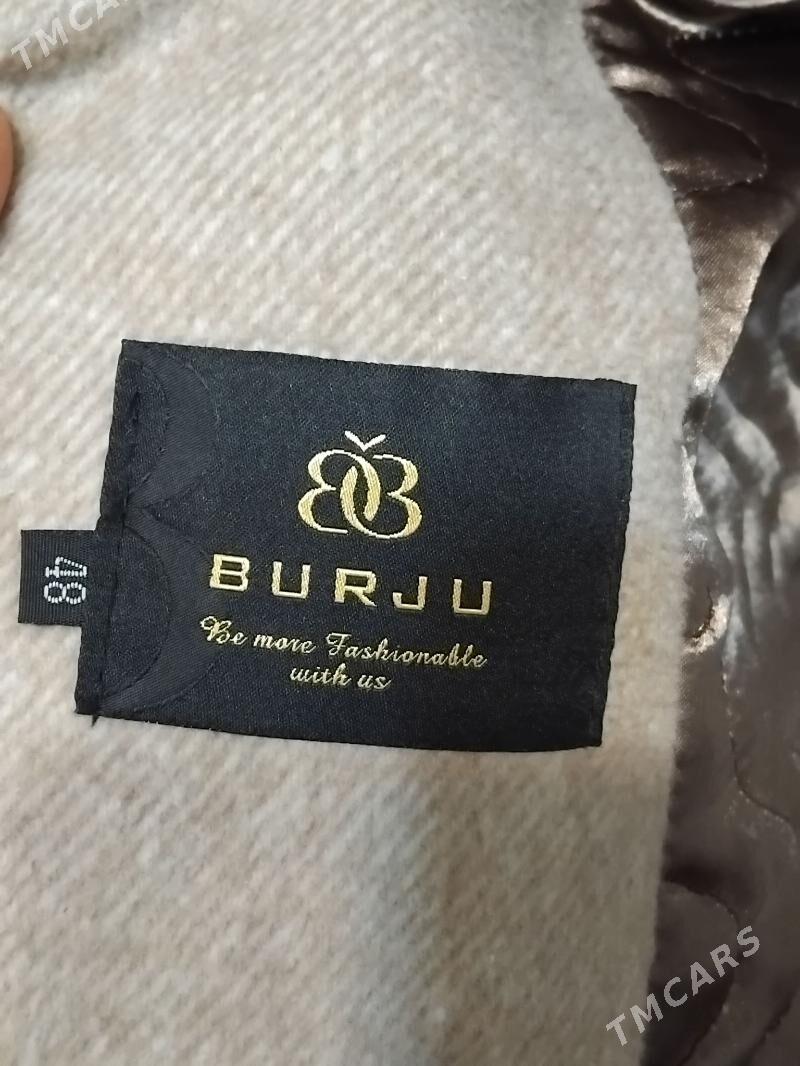 TMCARS
BURJU
Be more Fashionable
with us
48
TMCARS